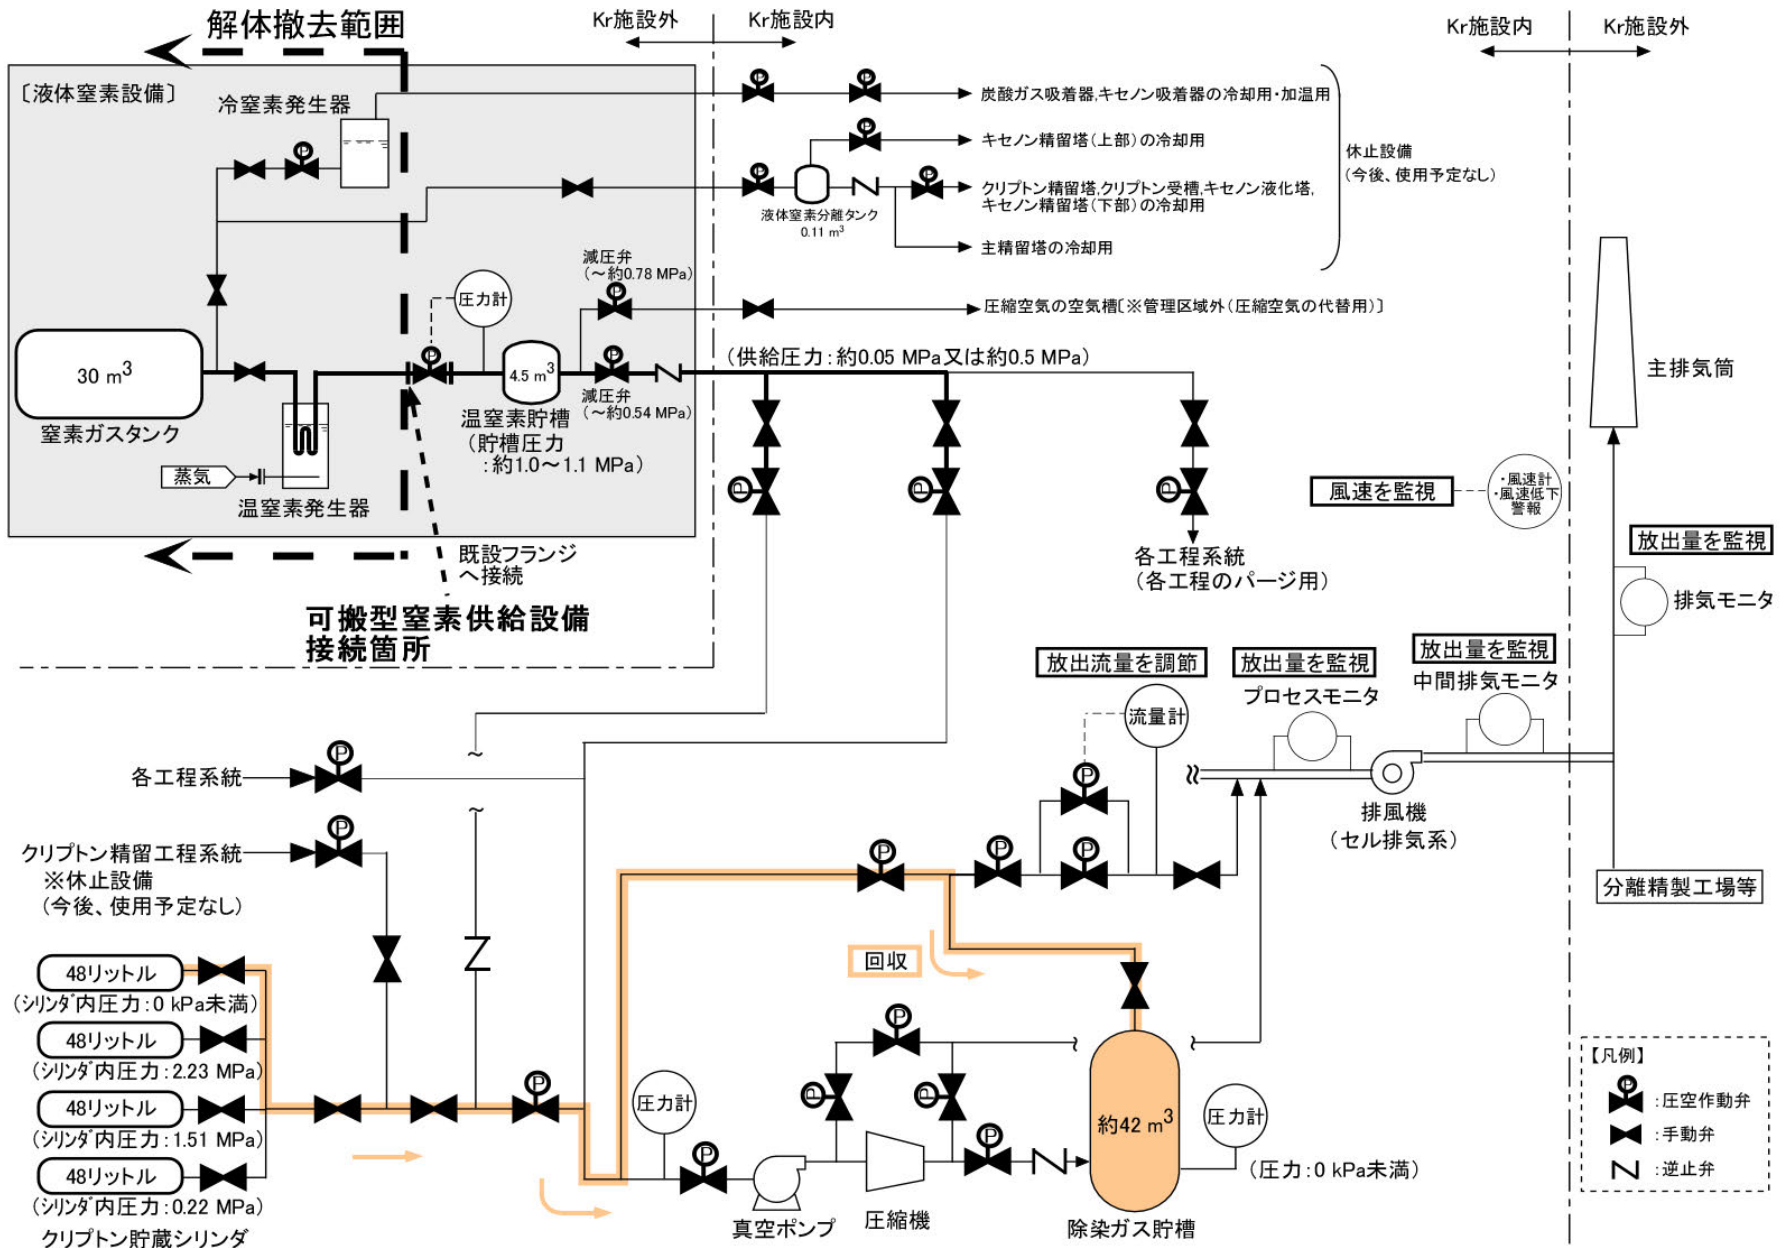 解体撤去範囲
Kr施設外
Kr施設内
Kr施設内
Kr施設外
〔液体窒素設備〕
冷窒素発生器
炭酸ガス吸着器,キセノン吸着器の冷却用・加温用
キセノン精留塔(上部)の冷却用
クリプトン精留塔,クリプトン受槽,キセノン液化塔,
キセノン精留塔(下部)の冷却用
主精留塔の冷却用
休止設備
(今後、使用予定なし)
液体窒素分離タンク
0.11 m³
減圧弁
(~約0.78 MPa)
圧力計
圧縮空気の空気槽〔※管理区域外(圧縮空気の代替用)〕
30 m³
窒素ガスタンク
4.5 m³
温窒素貯槽
(貯槽圧力
:約1.0~1.1 MPa)
減圧弁
(~約0.54 MPa)
(供給圧力:約0.05 MPa又は約0.5 MPa)
蒸気
温窒素発生器
既設フランジ
へ接続
可搬型窒素供給設備
接続箇所
各工程系統
(各工程のパージ用)
主排気筒
風速を監視
・風速計
・風速低下
警報
放出量を監視
排気モニタ
放出流量を調節
流量計
放出量を監視
プロセスモニタ
放出量を監視
中間排気モニタ
排風機
(セル排気系)
分離精製工場等
各工程系統
クリプトン精留工程系統
※休止設備
(今後、使用予定なし)
回収
48リットル
(シリンダ内圧力:0 kPa未満)
48リットル
(シリンダ内圧力:2.23 MPa)
48リットル
(シリンダ内圧力:1.51 MPa)
48リットル
(シリンダ内圧力:0.22 MPa)
クリプトン貯蔵シリンダ
圧力計
真空ポンプ
圧縮機
約42 m³
除染ガス貯槽
圧力計
(圧力:0 kPa未満)
【凡例】
P
:圧空作動弁
:手動弁
:逆止弁